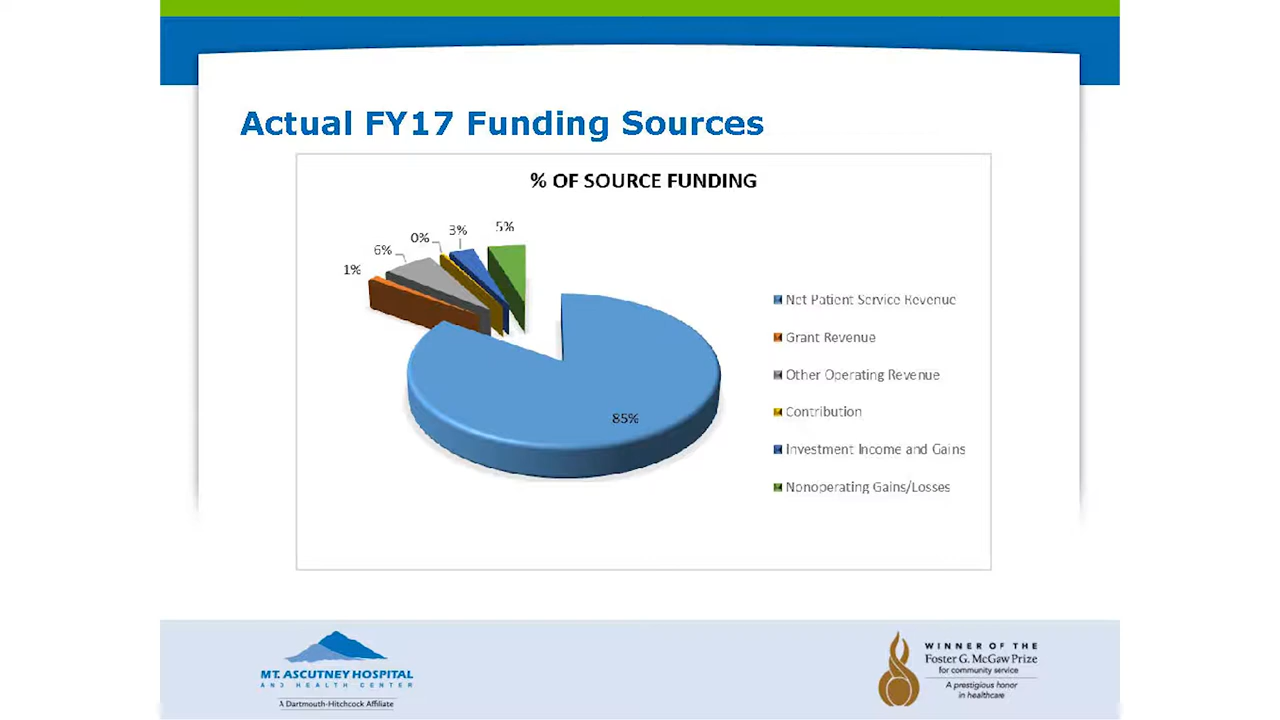 Actual FY17 Funding Sources
% OF SOURCE FUNDING
5%
3%
0%
6%
1%
85%
Net Patient Service Revenue
Grant Revenue
Other Operating Revenue
Contribution
Investment Income and Gains
Nonoperating Gains/Losses
MT. ASCUTNEY HOSPITAL
AND HEALTH CENTER
A Dartmouth-Hitchcock Affiliate
WINNER OF THE
Foster G. McGaw Prize
for community service
A prestigious honor
in healthcare